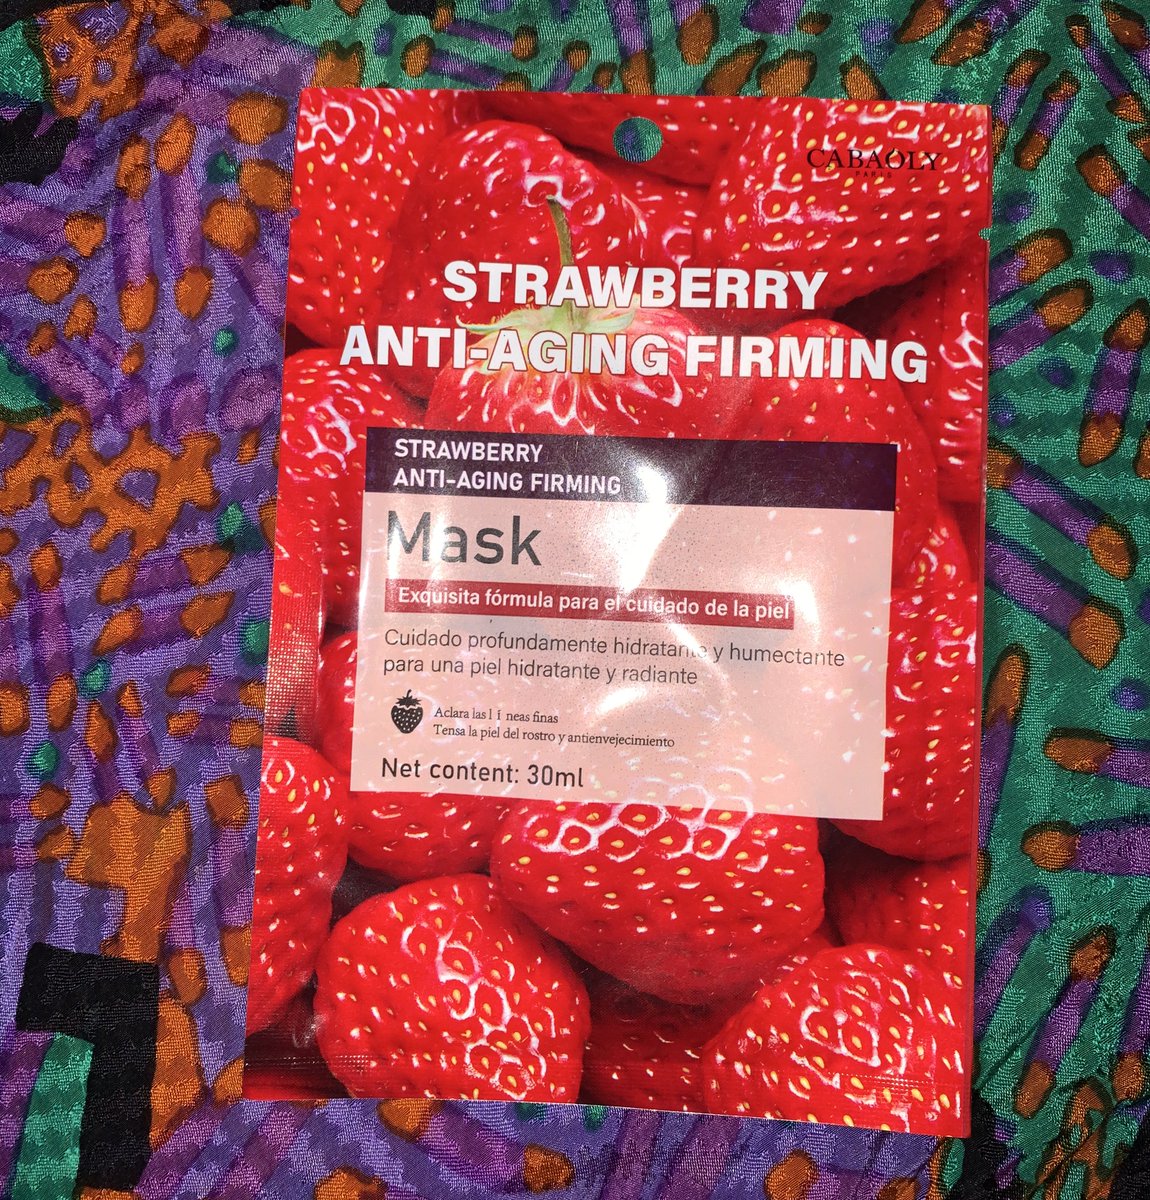 CABAOLY
PARIS
STRAWBERRY
ANTI-AGING FIRMING
STRAWBERRY
ANTI-AGING FIRMING
Mask
Exquisita fórmula para el cuidado de la piel
Cuidado profundamente hidratante y humectante
para una piel hidratante y radiante
Aclara las l í neas finas
Tensa la piel del rostro y antienvejecimiento
Net content: 30ml